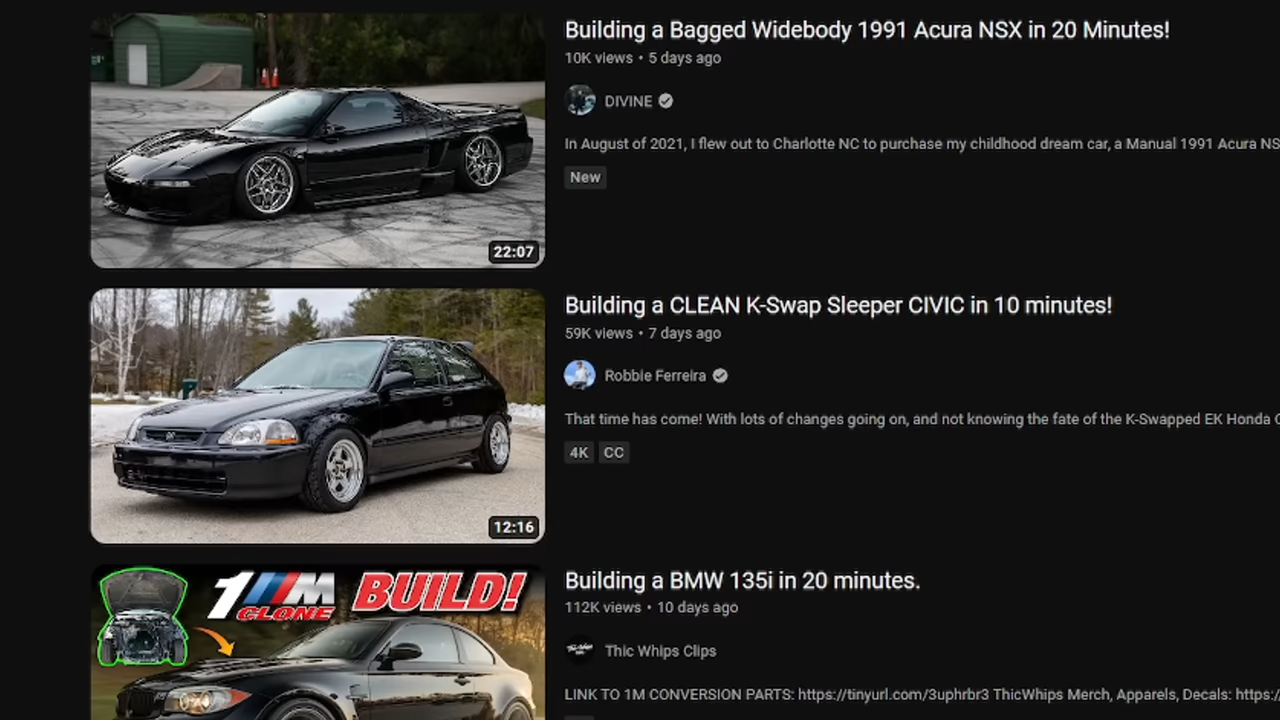 Building a Bagged Widebody 1991 Acura NSX in 20 Minutes!
10K views • 5 days ago
DIVINE
In August of 2021, I flew out to Charlotte NC to purchase my childhood dream car, a Manual 1991 Acura NS
New
22:07
Building a CLEAN K-Swap Sleeper CIVIC in 10 minutes!
59K views • 7 days ago
Robbie Ferreira
That time has come! With lots of changes going on, and not knowing the fate of the K-Swapped EK Honda
4K CC
12:16
1M CLONE BUILD!
Building a BMW 135i in 20 minutes.
112K views • 10 days ago
Thic Whips Clips
LINK TO 1M CONVERSION PARTS: https://tinyurl.com/3uphrbr3 ThicWhips Merch, Apparels, Decals: https:/